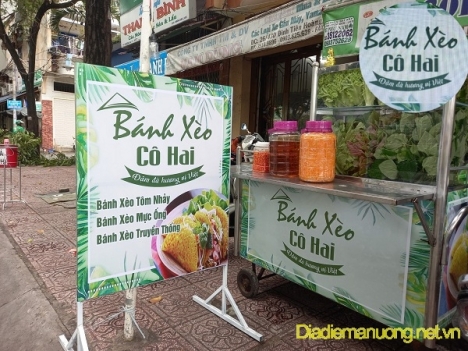 THÁI BÌNH
Bánh Xèo
Cô Hai
Đậm đà hương vị Việt
Bánh Xèo Tôm Nhảy
Bánh Xèo Mực Ống
Bánh Xèo Truyền Thống
Bánh Xèo
Cô Hai
Đậm đà hương vị Việt
Bánh Xèo
Cô Hai
Đậm đà hương vị Việt
Diadiemanuong.net.vn